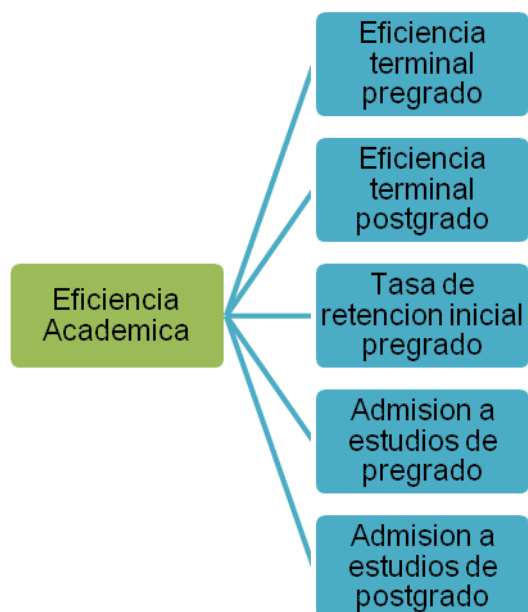 Eficiencia
Academica
Eficiencia
terminal
pregrado
Eficiencia
terminal
postgrado
Tasa de
retencion inicial
pregrado
Admision a
estudios de
pregrado
Admision a
estudios de
postgrado